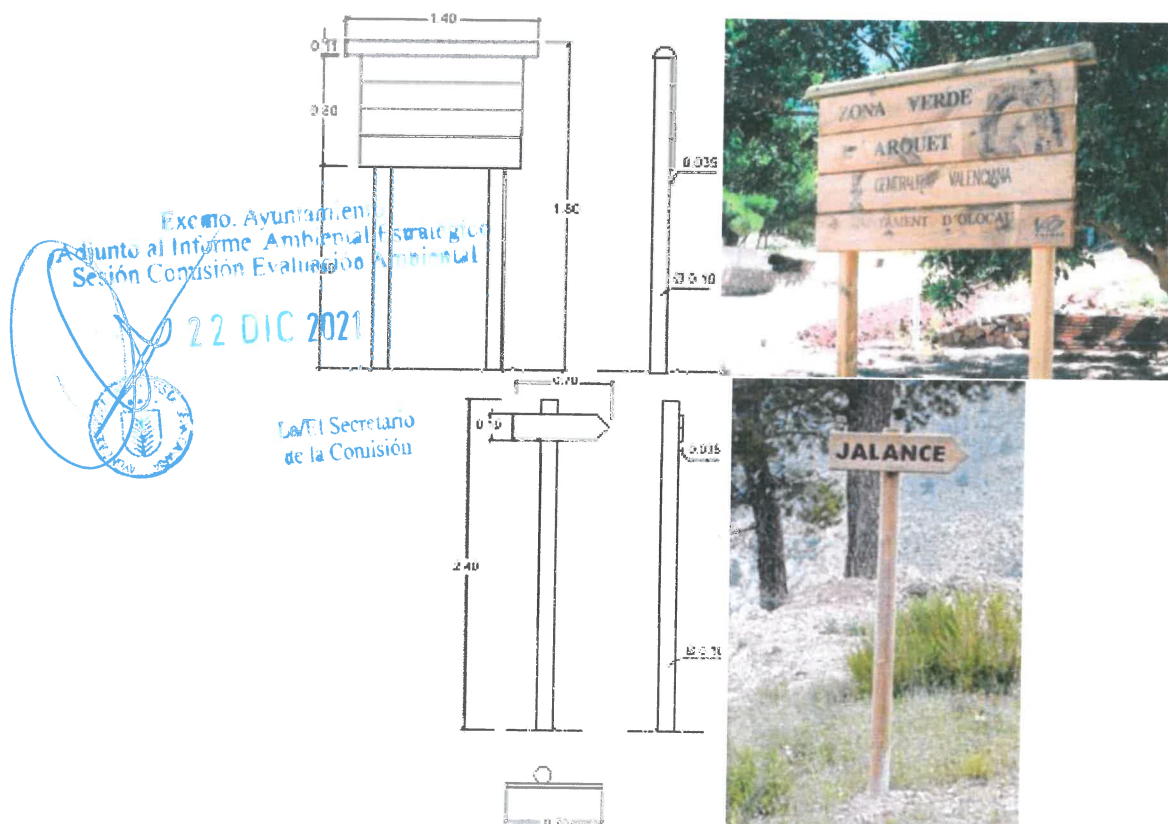 1.40
0.11
0.80
1.80
0.035
Ø 0.10
Excmo. Ayuntamiento
Adjunto al Informe Ambiental Estratégico
Sesión Comisión Evaluación Ambiental
22 DIC 2021
La/El Secretario
de la Comisión
ZONA VERDE
ARQUET
GENERALITAT VALENCIANA
D'OLOCAU
0.70
0.035
2.40
JALANCE